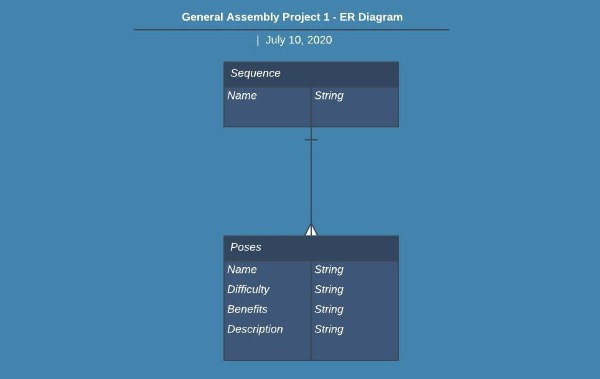 General Assembly Project 1 - ER Diagram
| July 10, 2020
Sequence
Name String
Poses
Name String
Difficulty String
Benefits String
Description String